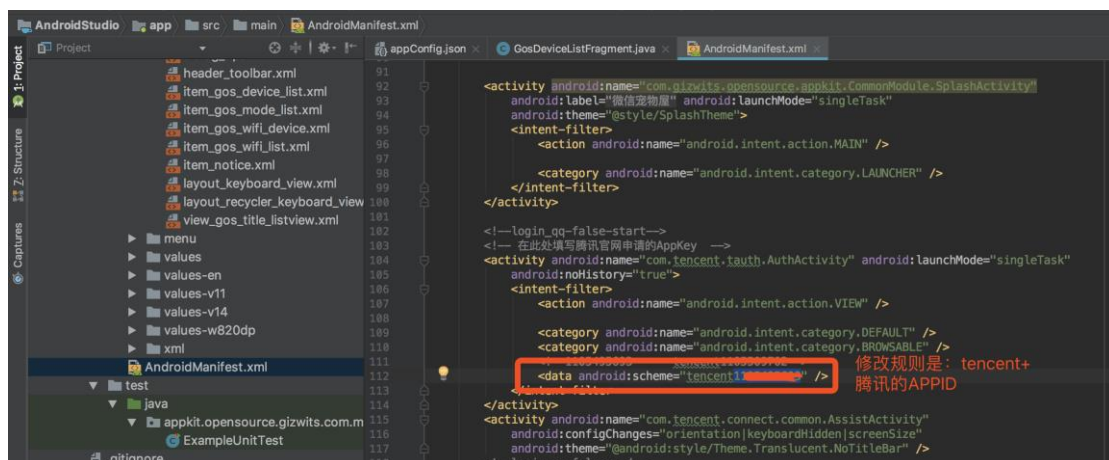 AndroidStudio app src main AndroidManifest.xml
Project
appConfig.json GosDeviceListFragment.java AndroidManifest.xml
1: Project
Z: Structure
Captures
header_toolbar.xml
item_gos_device_list.xml
item_gos_mode_list.xml
item_gos_wifi_device.xml
item_gos_wifi_list.xml
item_notice.xml
layout_keyboard_view.xml
layout_recycler_keyboard_view
view_gos_title_listview.xml
menu
values
values-en
values-v11
values-v14
values-w820dp
xml
AndroidManifest.xml
test
java
appkit.opensource.gizwits.com.m
ExampleUnitTest
91
92 <activity android:name="com.gizwits.opensource.appkit.CommonModule.SplashActivity"
93 android:label="微信宠物屋" android:launchMode="singleTask"
94 android:theme="@style/SplashTheme">
95 <intent-filter>
96 <action android:name="android.intent.action.MAIN" />
97
98 <category android:name="android.intent.category.LAUNCHER" />
99 </intent-filter>
100 </activity>
101
102 <!--login_qq-false-start-->
103 <!-- 在此处填写腾讯官网申请的AppKey -->
104 <activity android:name="com.tencent.tauth.AuthActivity" android:launchMode="singleTask"
105 android:noHistory="true">
106 <intent-filter>
107 <action android:name="android.intent.action.VIEW" />
108
109 <category android:name="android.intent.category.DEFAULT" />
110 <category android:name="android.intent.category.BROWSABLE" />
111
112 <data android:scheme="tencent11" />
113
114 </activity>
115 <activity android:name="com.tencent.connect.common.AssistActivity"
116 android:configChanges="orientation|keyboardHidden|screenSize"
117 android:theme="@android:style/Theme.Translucent.NoTitleBar" />
修改规则是：tencent+
腾讯的APPID